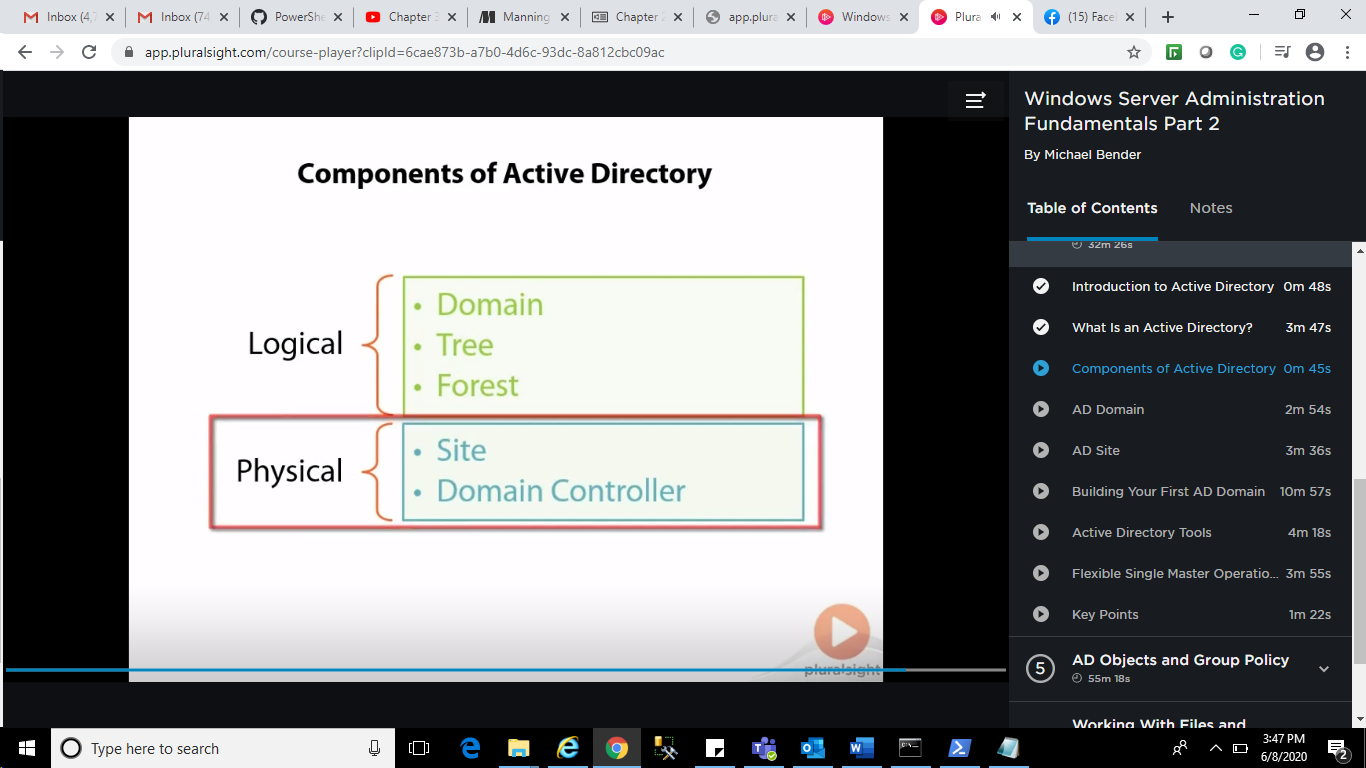 Inbox (4,7
Inbox (74
PowerShe
Chapter 3
Manning
Chapter 2
app.plura
Windows
Plura
(15) Face
app.pluralsight.com/course-player?clipId=6cae873b-a7b0-4d6c-93dc-8a812cbc09ac
Components of Active Directory
Logical
• Domain
• Tree
• Forest
Physical
• Site
• Domain Controller
pluralsight
Windows Server Administration
Fundamentals Part 2
By Michael Bender
Table of Contents
Notes
32m 26s
Introduction to Active Directory 0m 48s
What Is an Active Directory? 3m 47s
Components of Active Directory 0m 45s
AD Domain 2m 54s
AD Site 3m 36s
Building Your First AD Domain 10m 57s
Active Directory Tools 4m 18s
Flexible Single Master Operatio... 3m 55s
Key Points 1m 22s
5
AD Objects and Group Policy
55m 18s
Working With Files and
Type here to search
3:47 PM
6/8/2020
2